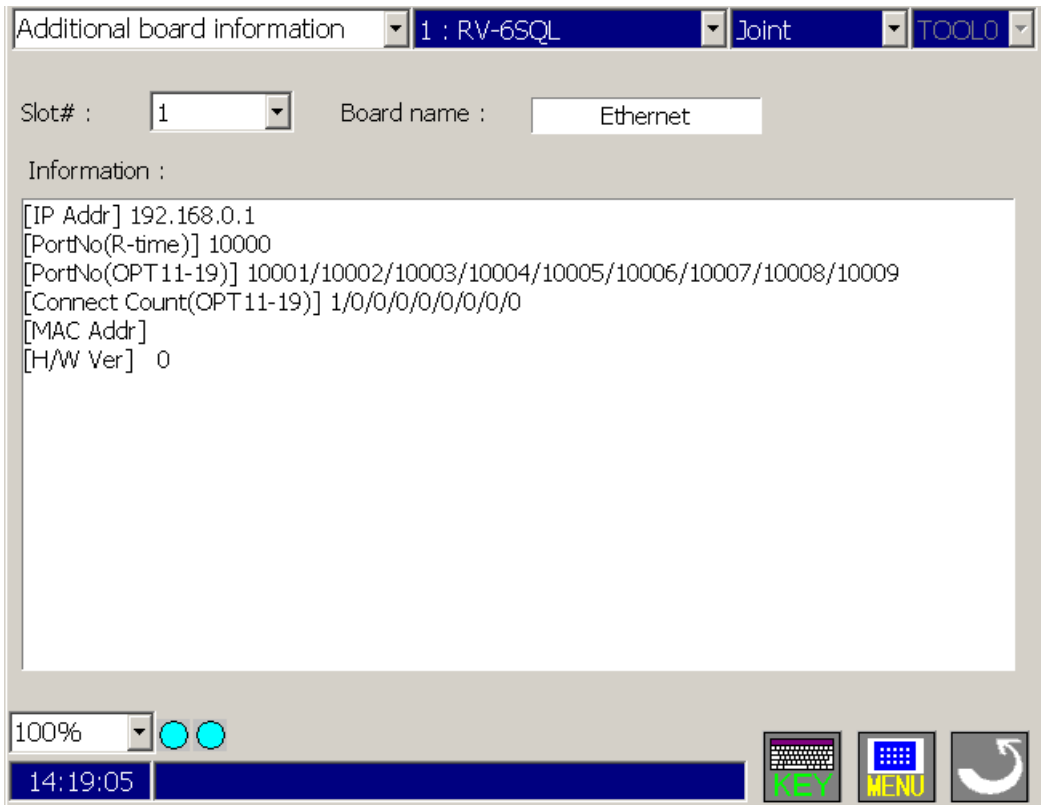 Additional board information 1 : RV-6SQL Joint TOOL0
Slot# : 1 Board name : Ethernet
Information :
[IP Addr] 192.168.0.1
[PortNo(R-time)] 10000
[PortNo(OPT11-19)] 10001/10002/10003/10004/10005/10006/10007/10008/10009
[Connect Count(OPT11-19)] 1/0/0/0/0/0/0/0/0
[MAC Addr]
[H/W Ver] 0
100%
14:19:05 KEY MENU